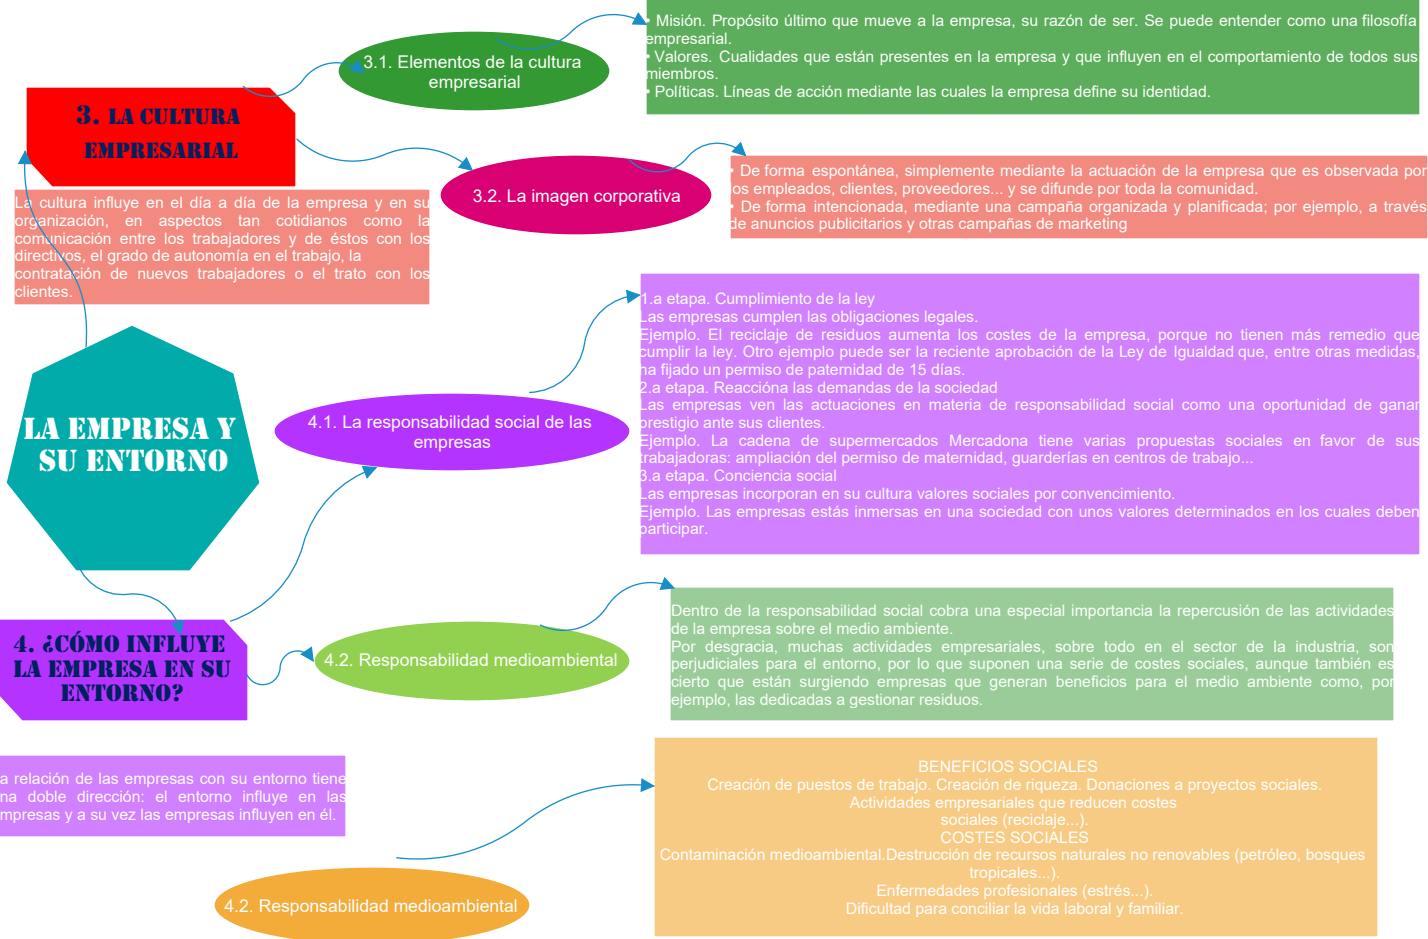 • Misión. Propósito último que mueve a la empresa, su razón de ser. Se puede entender como una filosofía
empresarial.
• Valores. Cualidades que están presentes en la empresa y que influyen en el comportamiento de todos sus
miembros.
• Políticas. Líneas de acción mediante las cuales la empresa define su identidad.
3.1. Elementos de la cultura
empresarial
3. LA CULTURA
EMPRESARIAL
3.2. La imagen corporativa
• De forma espontánea, simplemente mediante la actuación de la empresa que es observada por
los empleados, clientes, proveedores... y se difunde por toda la comunidad.
• De forma intencionada, mediante una campaña organizada y planificada; por ejemplo, a través
de anuncios publicitarios y otras campañas de marketing
La cultura influye en el día a día de la empresa y en su
organización, en aspectos tan cotidianos como la
comunicación entre los trabajadores y de éstos con los
directivos, el grado de autonomía en el trabajo, la
contratación de nuevos trabajadores o el trato con los
clientes.
LA EMPRESA Y
SU ENTORNO
4.1. La responsabilidad social de las
empresas
1.a etapa. Cumplimiento de la ley
Las empresas cumplen las obligaciones legales.
Ejemplo. El reciclaje de residuos aumenta los costes de la empresa, porque no tienen más remedio que
cumplir la ley. Otro ejemplo puede ser la reciente aprobación de la Ley de Igualdad que, entre otras medidas,
ha fijado un permiso de paternidad de 15 días.
2.a etapa. Reaccióna las demandas de la sociedad
Las empresas ven las actuaciones en materia de responsabilidad social como una oportunidad de ganar
prestigio ante sus clientes.
Ejemplo. La cadena de supermercados Mercadona tiene varias propuestas sociales en favor de sus
trabajadoras: ampliación del permiso de maternidad, guarderías en centros de trabajo...
3.a etapa. Conciencia social
Las empresas incorporan en su cultura valores sociales por convencimiento.
Ejemplo. Las empresas estás inmersas en una sociedad con unos valores determinados en los cuales deben
participar.
4. ¿CÓMO INFLUYE
LA EMPRESA EN SU
ENTORNO?
4.2. Responsabilidad medioambiental
Dentro de la responsabilidad social cobra una especial importancia la repercusión de las actividades
de la empresa sobre el medio ambiente.
Por desgracia, muchas actividades empresariales, sobre todo en el sector de la industria, son
perjudiciales para el entorno, por lo que suponen una serie de costes sociales, aunque también es
cierto que están surgiendo empresas que generan beneficios para el medio ambiente como, por
ejemplo, las dedicadas a gestionar residuos.
a relación de las empresas con su entorno tiene
na doble dirección: el entorno influye en las
mpresas y a su vez las empresas influyen en él.
4.2. Responsabilidad medioambiental
BENEFICIOS SOCIALES
Creación de puestos de trabajo. Creación de riqueza. Donaciones a proyectos sociales.
Actividades empresariales que reducen costes
sociales (reciclaje...).
COSTES SOCIALES
Contaminación medioambiental.Destrucción de recursos naturales no renovables (petróleo, bosques
tropicales...).
Enfermedades profesionales (estrés...).
Dificultad para conciliar la vida laboral y familiar.